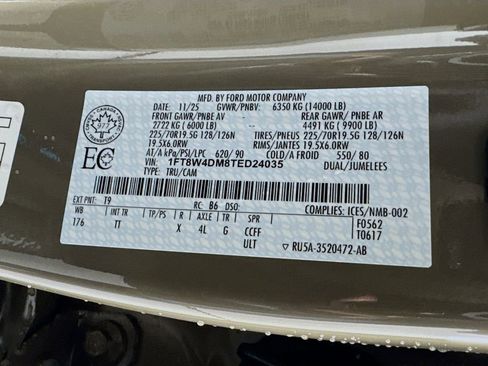 MFD. BY FORD MOTOR COMPANY
11/25 GVWR/PNBV: 6350 KG (14000 LB)
FRONT GAWR/ PNBE AV REAR GAWR/ PNBE AR
2722 KG ( 6000 LB) 4491 KG ( 9900 LB)
225/70R19.5G 128/126N TIRES/PNEUS 225/70R19.5G 128/126N
19.5X6.0RW RIMS/JANTES 19.5X6.0RW
AT/A kPa/PSI/LPC 620/ 90 COLD/A FROID 550/ 80
VIN: 1FT8W4DM8TED24035 DUAL/JUMELEES
TYPE: TRU/CAM
CANADA
977
EC
EXT PNT: T9 RC: B6 DSO: COMPLIES: ICES/NMB-002
WB INT TR TP/PS R AXLE TR SPR F0562
176 TT X 4L G CCFF T0617
ULT RU5A-3520472-AB